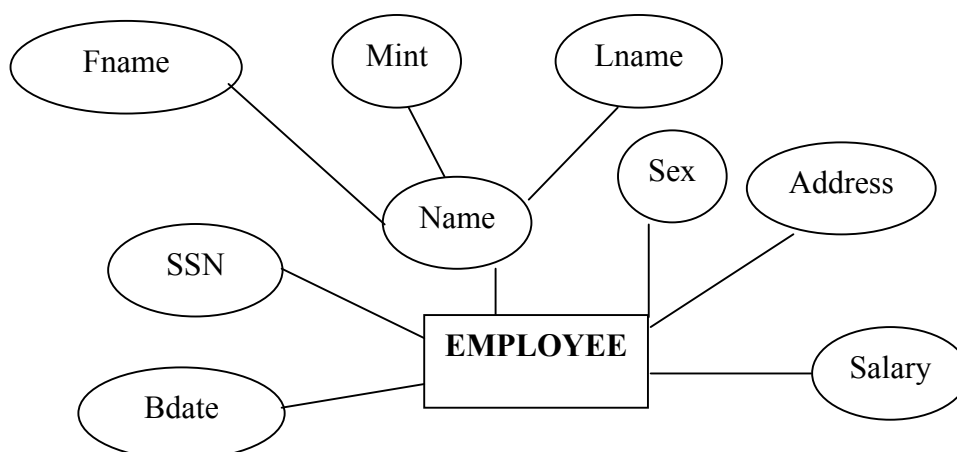 Fname
Mint
Lname
Sex
Address
Name
SSN
EMPLOYEE
Salary
Bdate